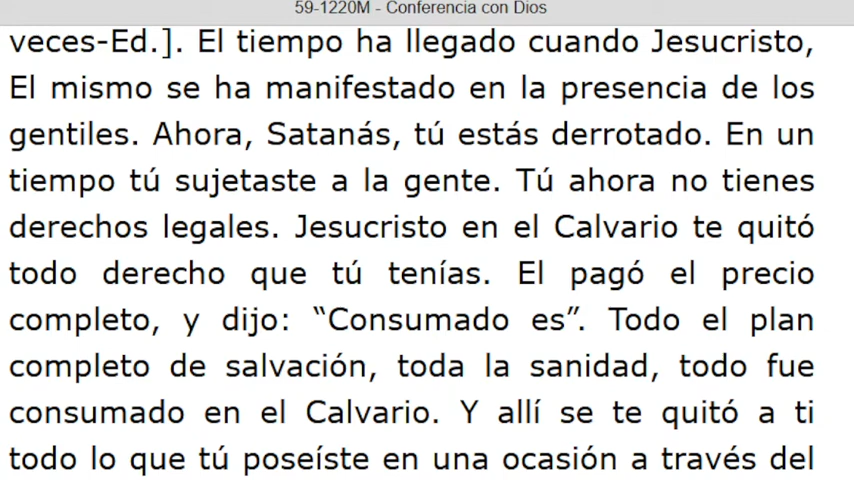 59-1220M - Conferencia con Dios
veces-Ed.]. El tiempo ha llegado cuando Jesucristo,
El mismo se ha manifestado en la presencia de los
gentiles. Ahora, Satanás, tú estás derrotado. En un
tiempo tú sujetaste a la gente. Tú ahora no tienes
derechos legales. Jesucristo en el Calvario te quitó
todo derecho que tú tenías. El pagó el precio
completo, y dijo: “Consumado es”. Todo el plan
completo de salvación, toda la sanidad, todo fue
consumado en el Calvario. Y allí se te quitó a ti
todo lo que tú poseíste en una ocasión a través del